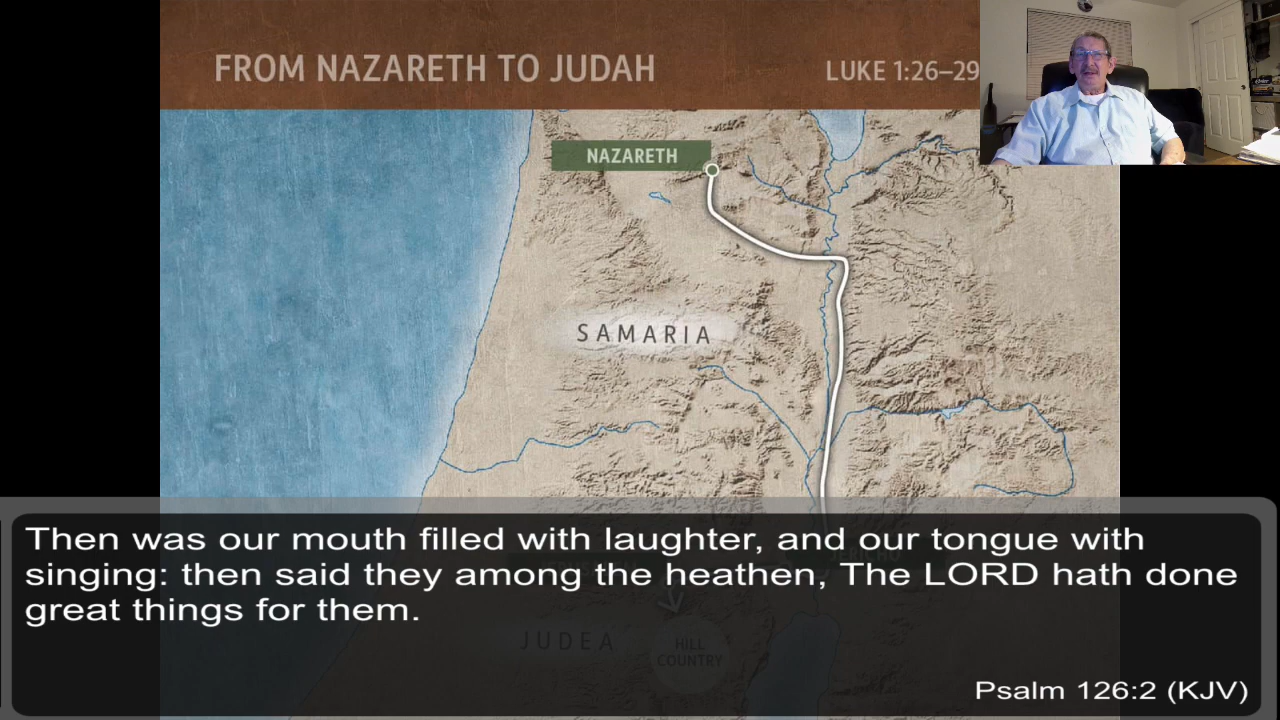 FROM NAZARETH TO JUDAH
LUKE 1:26–29
NAZARETH
SAMARIA
Then was our mouth filled with laughter, and our tongue with
singing: then said they among the heathen, The LORD hath done
great things for them.
JUDEA
HILL
COUNTRY
Psalm 126:2 (KJV)